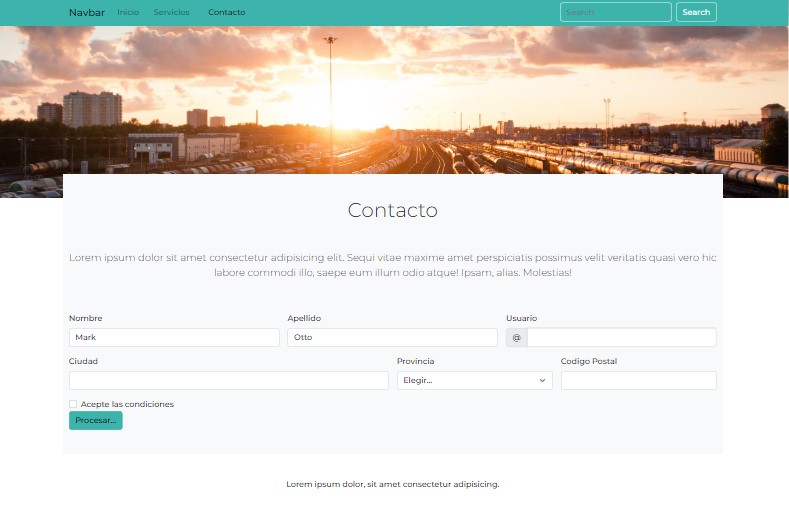 Navbar Inicio Servicios Contacto Search Search
Contacto
Lorem ipsum dolor sit amet consectetur adipisicing elit. Sequi vitae maxime amet perspiciatis possimus velit veritatis quasi vero hic
labore commodi illo, saepe eum illum odio atque! Ipsam, alias. Molestias!
Nombre Apellido Usuario
Mark Otto @
Ciudad Provincia Codigo Postal
Elegir...
Acepte las condiciones
Procesar...
Lorem ipsum dolor, sit amet consectetur adipisicing.